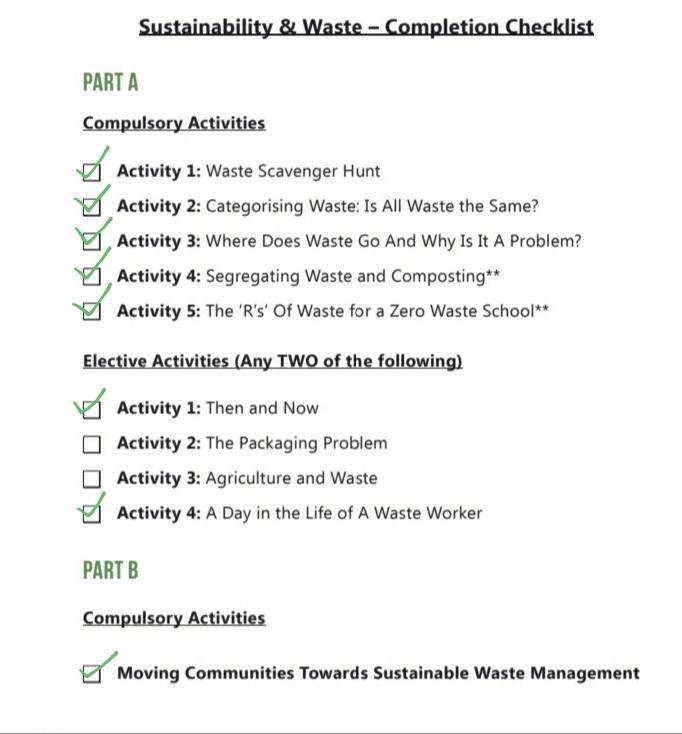 Sustainability & Waste – Completion Checklist
PART A
Compulsory Activities
Activity 1: Waste Scavenger Hunt
Activity 2: Categorising Waste: Is All Waste the Same?
Activity 3: Where Does Waste Go And Why Is It A Problem?
Activity 4: Segregating Waste and Composting**
Activity 5: The ‘R’s’ Of Waste for a Zero Waste School**
Elective Activities (Any TWO of the following)
Activity 1: Then and Now
Activity 2: The Packaging Problem
Activity 3: Agriculture and Waste
Activity 4: A Day in the Life of A Waste Worker
PART B
Compulsory Activities
Moving Communities Towards Sustainable Waste Management